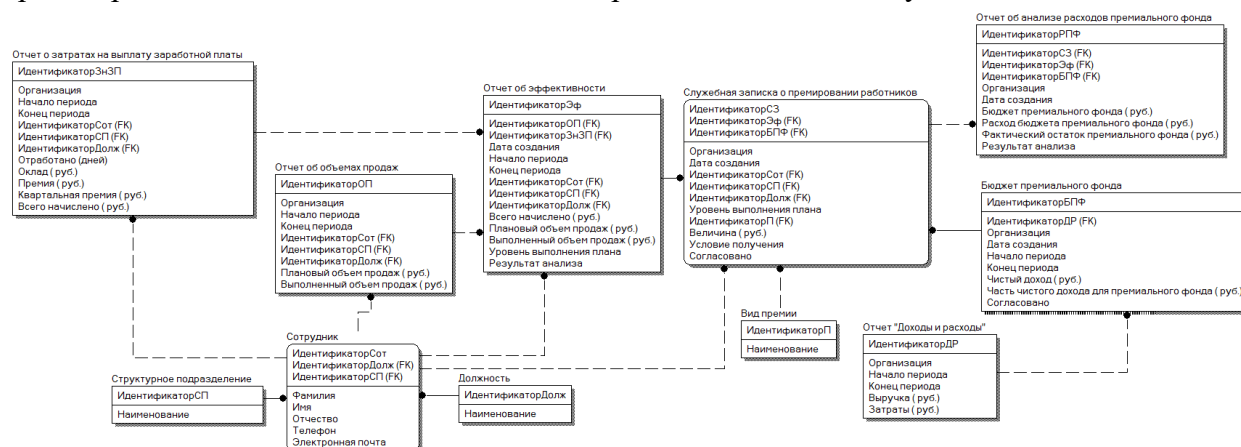 Отчет об анализе расходов премиального фонда
ИдентификаторРПФ
ИдентификаторСЗ (FK)
ИдентификаторЭф (FK)
ИдентификаторБПФ (FK)
Организация
Дата создания
Бюджет премиального фонда ( руб.)
Расход бюджета премиального фонда ( руб.)
Фактический остаток премиального фонда ( руб.)
Результат анализа
Отчет о затратах на выплату заработной платы
ИдентификаторЗнЗП
Организация
Начало периода
Конец периода
ИдентификаторСот (FK)
ИдентификаторСП (FK)
ИдентификаторДолж (FK)
Отработано (дней)
Оклад ( руб.)
Премия ( руб.)
Квартальная премия ( руб.)
Всего начислено ( руб.)
Отчет об эффективности
ИдентификаторЭф
ИдентификаторОП (FK)
ИдентификаторЗнЗП (FK)
Дата создания
Начало периода
Конец периода
ИдентификаторСот (FK)
ИдентификаторСП (FK)
ИдентификаторДолж (FK)
Всего начислено ( руб.)
Плановый объем продаж ( руб.)
Выполненный объем продаж ( руб.)
Уровень выполнения плана
Результат анализа
Служебная записка о премировании работников
ИдентификаторСЗ
ИдентификаторЭф (FK)
ИдентификаторБПФ (FK)
Организация
Дата создания
ИдентификаторСот (FK)
ИдентификаторСП (FK)
ИдентификаторДолж (FK)
Уровень выполнения плана
ИдентификаторП (FK)
Величина ( руб.)
Условие получения
Согласовано
Отчет об объемах продаж
ИдентификаторОП
Организация
Начало периода
Конец периода
ИдентификаторСот (FK)
ИдентификаторСП (FK)
ИдентификаторДолж (FK)
Плановый объем продаж ( руб.)
Выполненный объем продаж ( руб.)
Бюджет премиального фонда
ИдентификаторБПФ
ИдентификаторДР (FK)
Организация
Дата создания
Начало периода
Конец периода
Чистый доход ( руб.)
Часть чистого дохода для премиального фонда ( руб.)
Согласовано
Вид премии
ИдентификаторП
Наименование
Отчет "Доходы и расходы"
ИдентификаторДР
Организация
Начало периода
Конец периода
Выручка ( руб.)
Затраты ( руб.)
Сотрудник
ИдентификаторСот
ИдентификаторДолж (FK)
ИдентификаторСП (FK)
Фамилия
Имя
Отчество
Телефон
Электронная почта
Структурное подразделение
ИдентификаторСП
Наименование
Должность
ИдентификаторДолж
Наименование